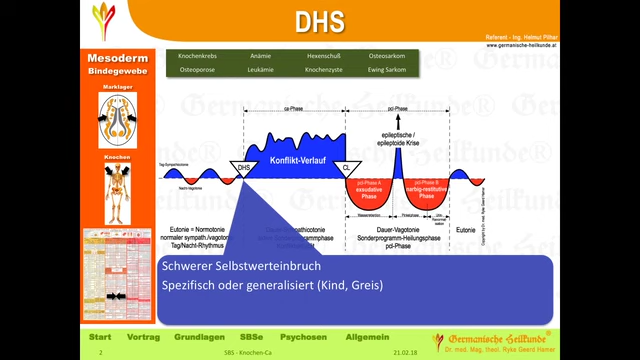 DHS
Referent - Ing. Helmut Pilhar
www.germanische-heilkunde.at
Mesoderm
Bindegewebe
Marklager
Knochen
Knochenkrebs
Anämie
Hexenschuß
Osteosarkom
Osteoporose
Leukämie
Knochenzyste
Ewing Sarkom
Germanische Heilkunde®
ca-Phase
pcl-Phase
epileptische /
epileptoide Krise
Konflikt-Verlauf
DHS
CL
pcl-Phase A
exsudative
Phase
pcl-Phase B
narbig-restitutive
Phase
Eutonie = Normotonie
normaler sympath./vagotoner
Tag/Nacht-Rhythmus
Dauer-Vagotonie
Sonderprogramm-Heilungsphase
pcl-Phase
Eutonie
Schwerer Selbstwerteinbruch
Spezifisch oder generalisiert (Kind, Greis)
Start
Vortrag
Grundlagen
SBSe
Psychosen
Allgemein
2
SBS - Knochen-Ca
21.02.18
Germanische Heilkunde®
Dr. med. Mag. theol. Ryke Geerd Hamer